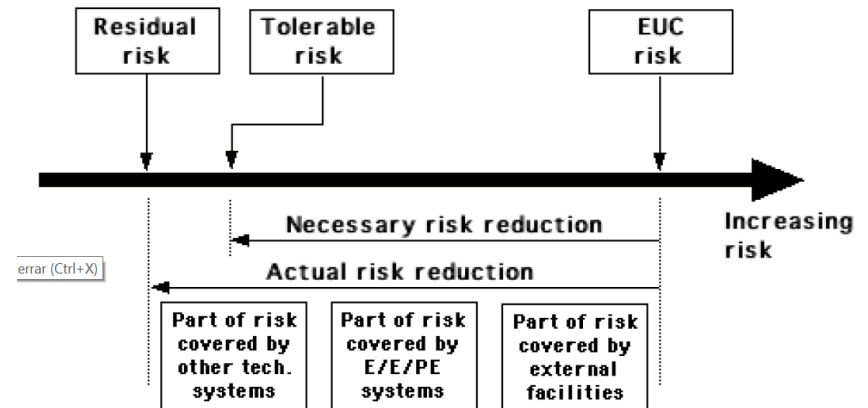 Residual
risk
Tolerable
risk
EUC
risk
Increasing
risk
Necessary risk reduction
Actual risk reduction
errar (Ctrl+X)
Part of risk
covered by
other tech.
systems
Part of risk
covered by
E/E/PE
systems
Part of risk
covered by
external
facilities